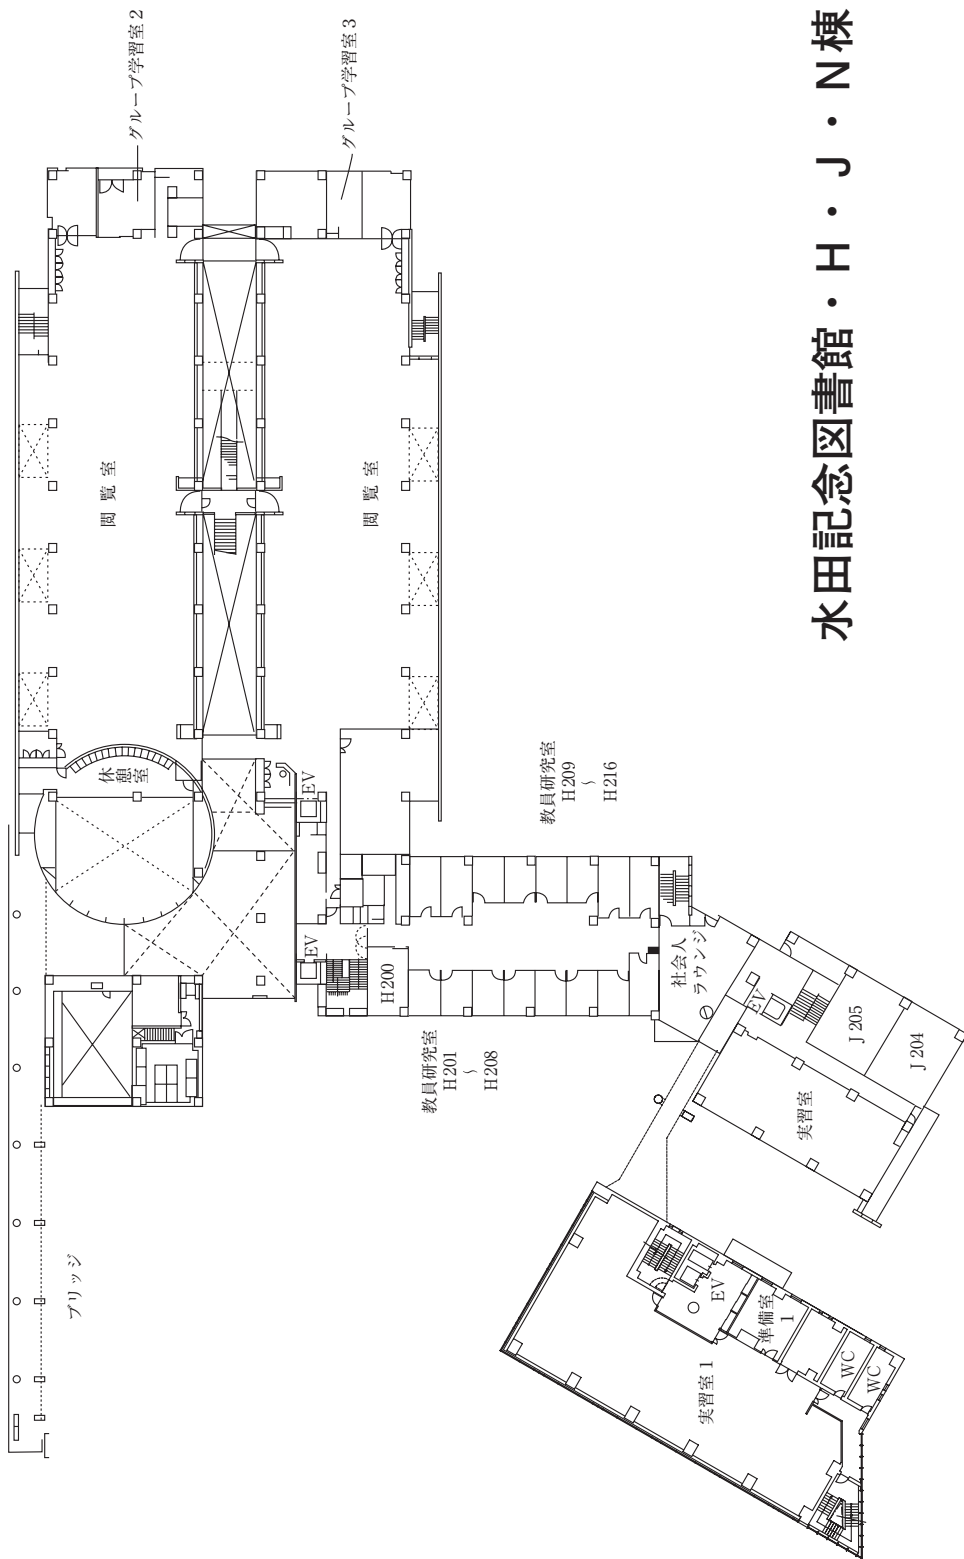 水田記念図書館・H・J・N棟
グループ学習室2
グループ学習室3
閲覧室
閲覧室
休憩
室
EV
EV
ブリッジ
H200
教員研究室
H209
〜
H216
教員研究室
H201
〜
H208
社会人
ラウンジ
EV
J205
J204
実習室
EV
準備室
1
実習室1
WC
WC